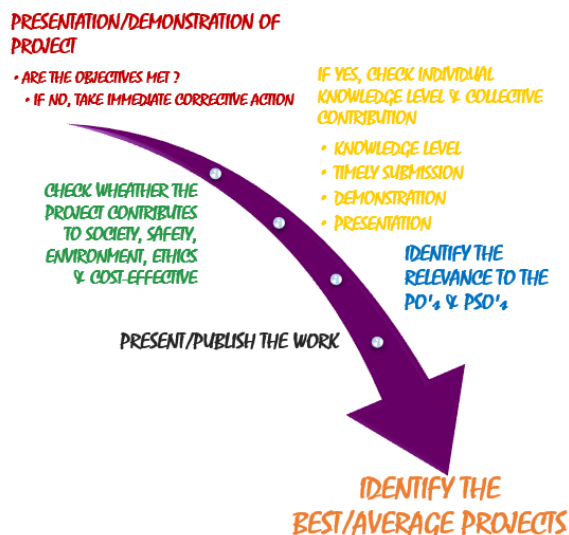 PRESENTATION/DEMONSTRATION OF
PROJECT
• ARE THE OBJECTIVES MET ?
• IF NO, TAKE IMMEDIATE CORRECTIVE ACTION
IF YES, CHECK INDIVIDUAL
KNOWLEDGE LEVEL & COLLECTIVE
CONTRIBUTION
• KNOWLEDGE LEVEL
• TIMELY SUBMISSION
• DEMONSTRATION
• PRESENTATION
CHECK WHEATHER THE
PROJECT CONTRIBUTES
TO SOCIETY, SAFETY,
ENVIRONMENT, ETHICS
& COST-EFFECTIVE
IDENTIFY THE
RELEVANCE TO THE
PO's & PSO's
PRESENT/PUBLISH THE WORK
IDENTIFY THE
BEST/AVERAGE PROJECTS